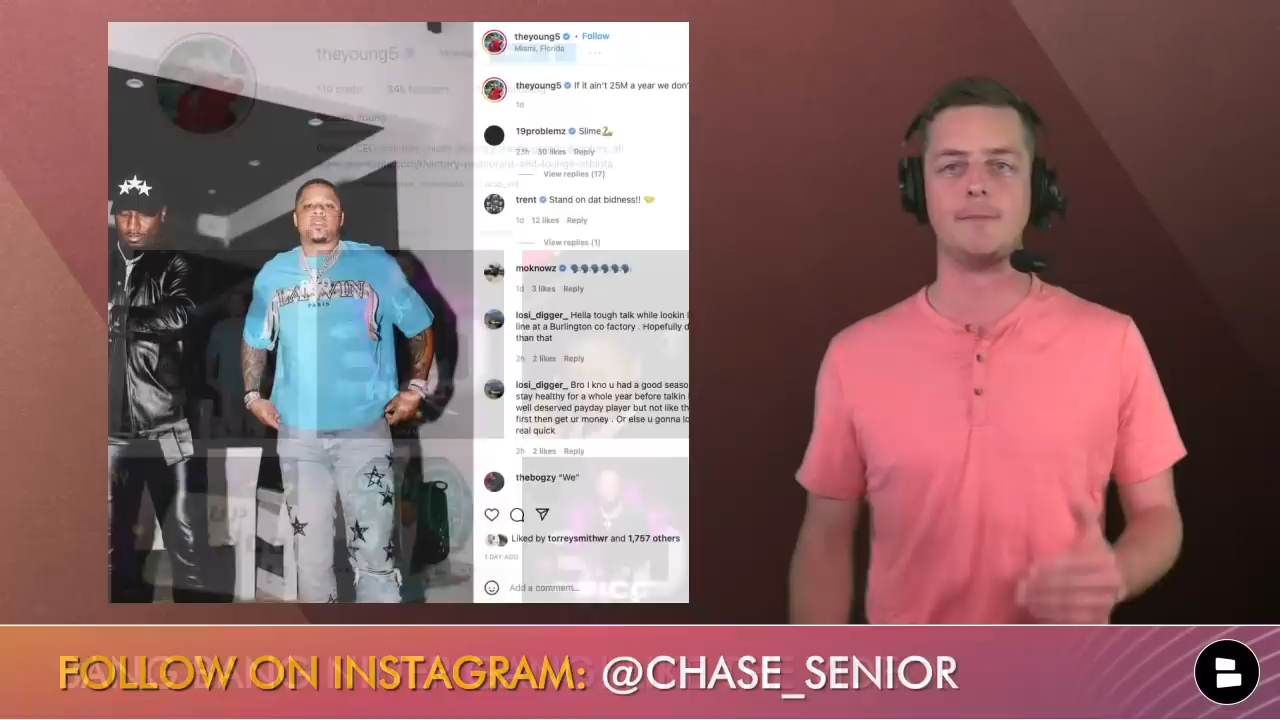 theyoung5 • Follow
Miami, Florida
theyoung5
theyoung5 If it ain't 25M a year we don'
1d
19problemz Slime
23h 30 likes Reply
View replies (17)
trent Stand on dat bidness!!
1d 12 likes Reply
View replies (1)
moknowz
1d 3 likes Reply
losi_digger_ Hella tough talk while lookin l
line at a Burlington co factory . Hopefully d
than that
2h 2 likes Reply
losi_digger_ Bro I kno u had a good seaso
stay healthy for a whole year before talkin
well deserved payday player but not like th
first then get ur money . Or else u gonna lo
real quick
2h 2 likes Reply
thebogzy "We"
Liked by torreysmithwr and 1,757 others
1 DAY AGO
Add a comment...
BALMAIN
PARIS
FOLLOW ON INSTAGRAM: @CHASE_SENIOR